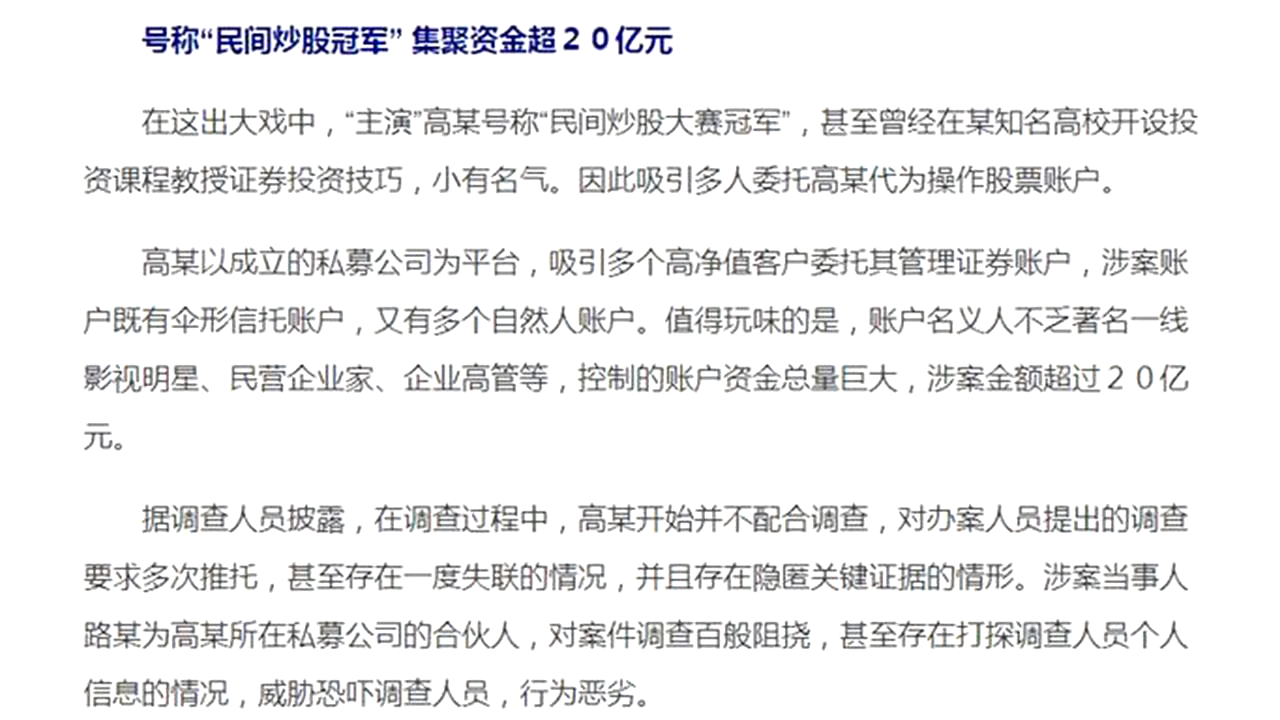 号称“民间炒股冠军” 集聚资金超２０亿元
在这出大戏中，“主演”高某号称“民间炒股大赛冠军”，甚至曾经在某知名高校开设投
资课程教授证券投资技巧，小有名气。因此吸引多人委托高某代为操作股票账户。
高某以成立的私募公司为平台，吸引多个高净值客户委托其管理证券账户，涉案账
户既有伞形信托账户，又有多个自然人账户。值得玩味的是，账户名义人不乏著名一线
影视明星、民营企业家、企业高管等，控制的账户资金总量巨大，涉案金额超过２０亿
元。
据调查人员披露，在调查过程中，高某开始并不配合调查，对办案人员提出的调查
要求多次推托，甚至存在一度失联的情况，并且存在隐匿关键证据的情形。涉案当事人
路某为高某所在私募公司的合伙人，对案件调查百般阻挠，甚至存在打探调查人员个人
信息的情况，威胁恐吓调查人员，行为恶劣。